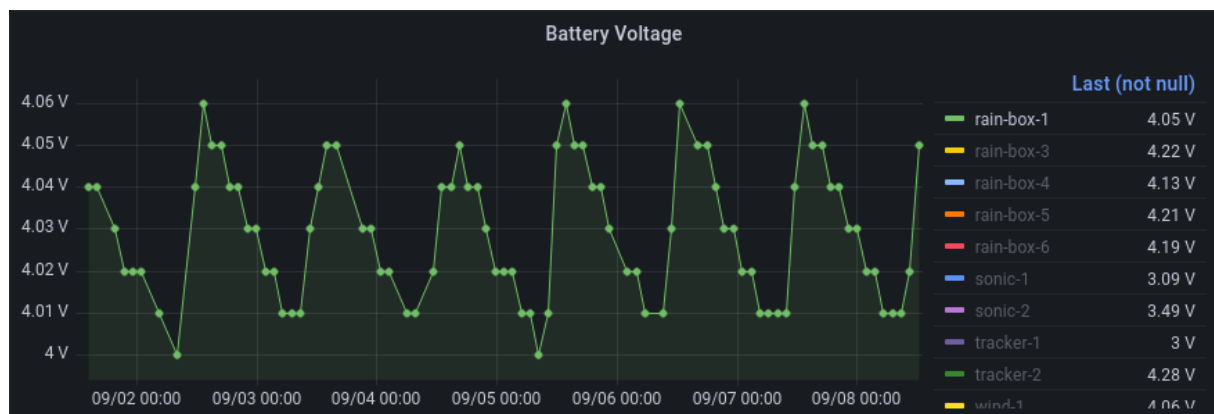 Battery Voltage
Last (not null)
4.06 V
4.05 V
4.04 V
4.03 V
4.02 V
4.01 V
4 V
09/02 00:00 09/03 00:00 09/04 00:00 09/05 00:00 09/06 00:00 09/07 00:00 09/08 00:00
rain-box-1 4.05 V
rain-box-3 4.22 V
rain-box-4 4.13 V
rain-box-5 4.21 V
rain-box-6 4.19 V
sonic-1 3.09 V
sonic-2 3.49 V
tracker-1 3 V
tracker-2 4.28 V
wind-1 4.06 V